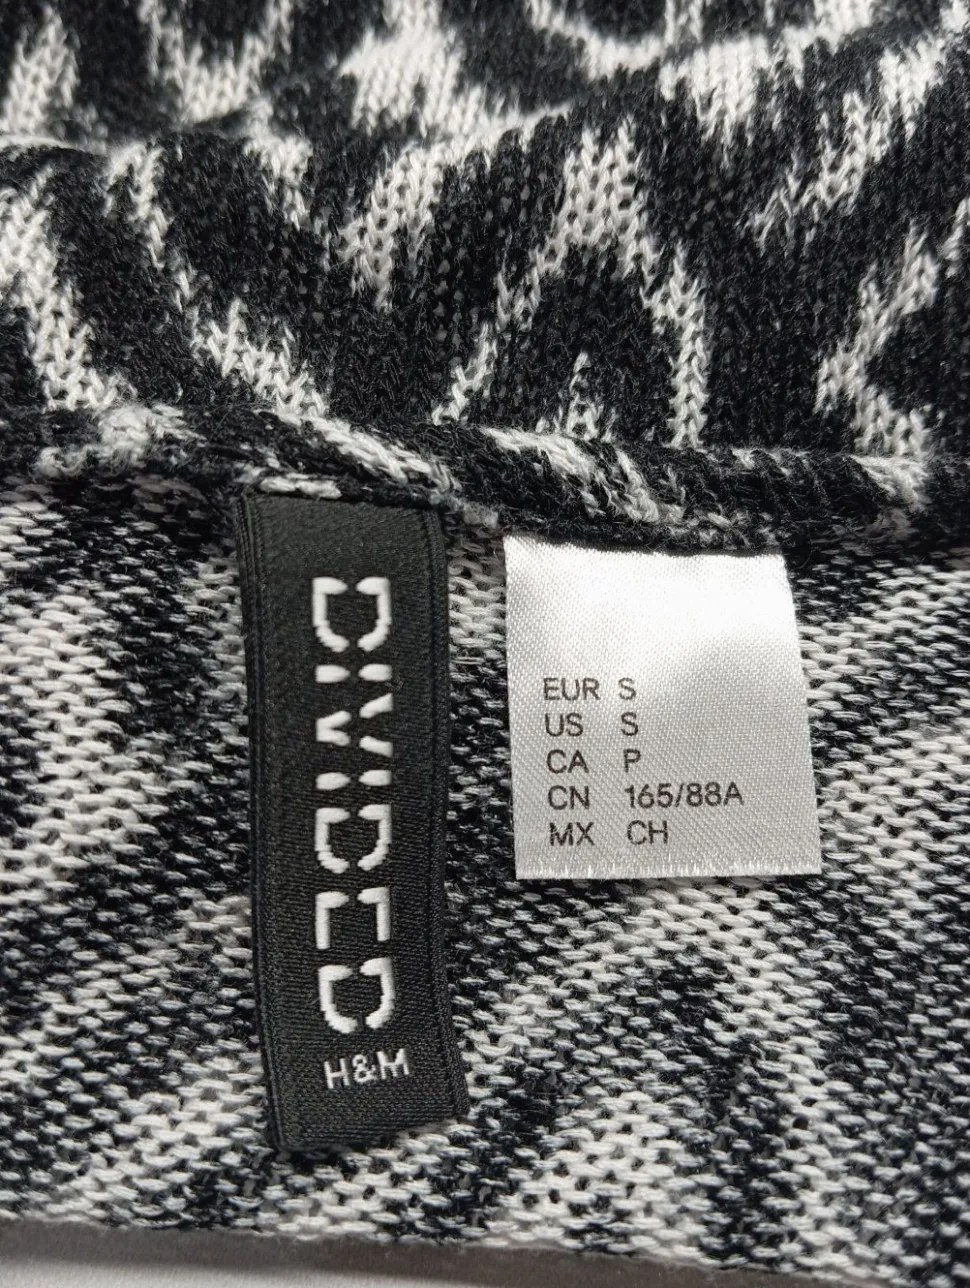 DIVIDED
H&M
EUR S
US S
CA P
CN 165/88A
MX CH